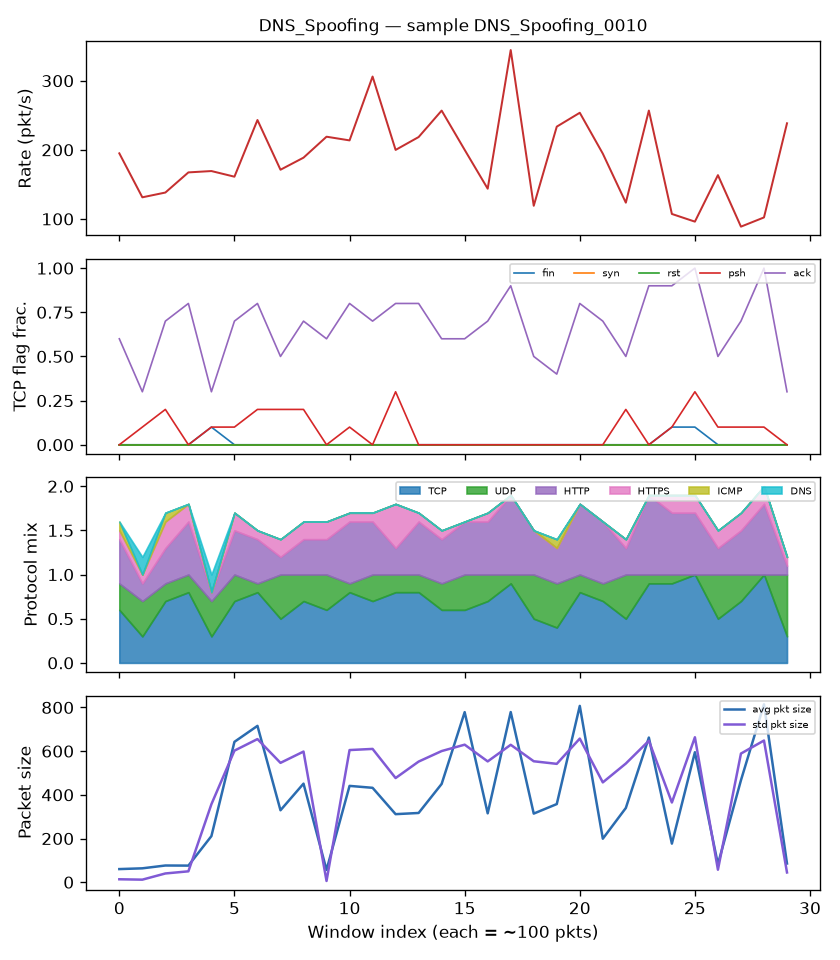 DNS_Spoofing — sample DNS_Spoofing_0010
Rate (pkt/s)
300
200
100
TCP flag frac.
1.00
0.75
0.50
0.25
0.00
fin syn rst psh ack
Protocol mix
2.0
1.5
1.0
0.5
0.0
TCP UDP HTTP HTTPS ICMP DNS
Packet size
800
600
400
200
0
avg pkt size
std pkt size
0 5 10 15 20 25 30
Window index (each = ~100 pkts)